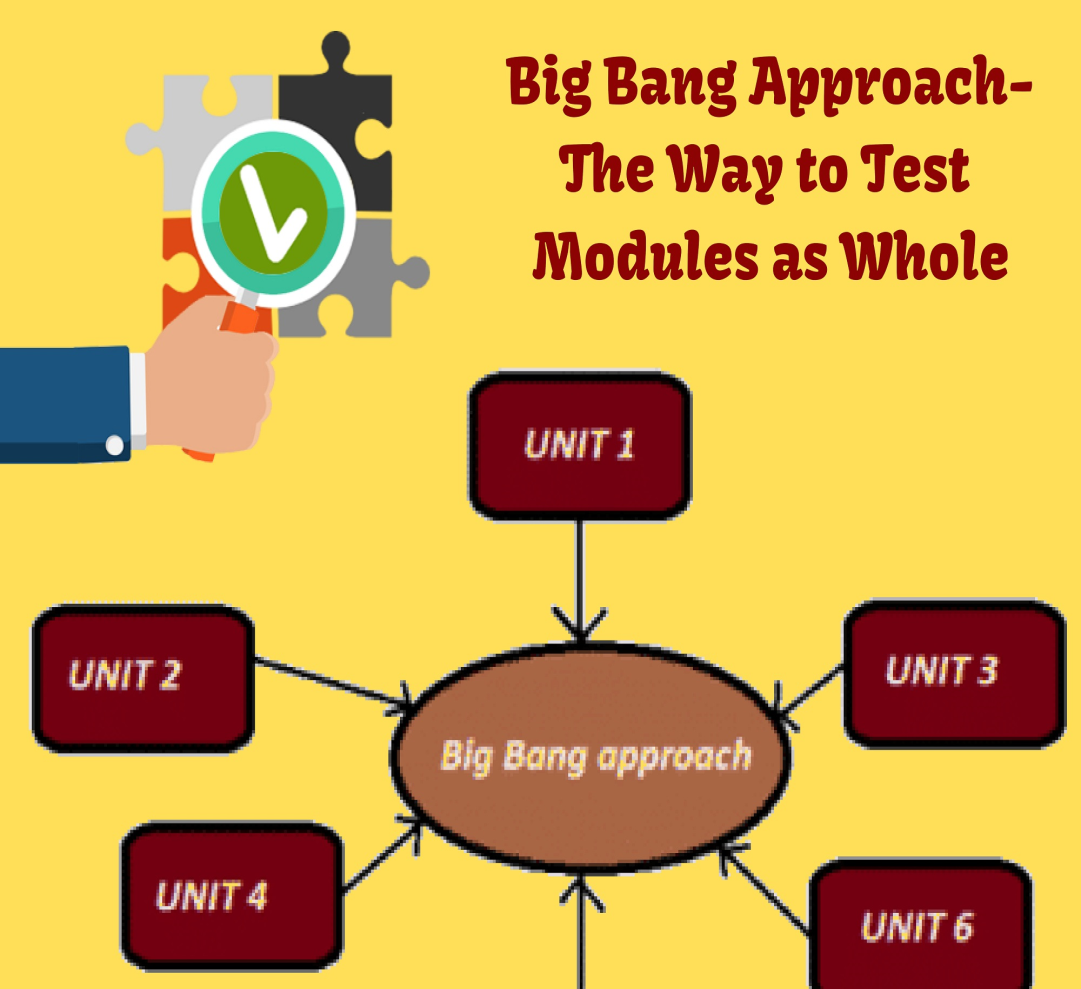 Big Bang Approach-
The Way to Test
Modules as Whole
UNIT 1
UNIT 2
UNIT 3
Big Bang approach
UNIT 4
UNIT 6